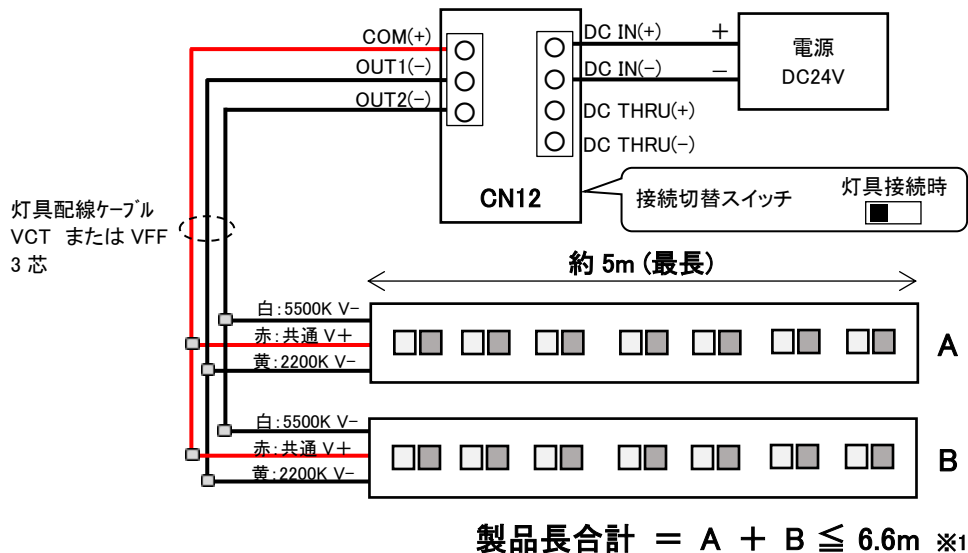 COM(+)
OUT1(-)
OUT2(-)
DC IN(+)
DC IN(-)
DC THRU(+)
DC THRU(-)
CN12
+
-
電源
DC24V
接続切替スイッチ
灯具接続時
灯具配線ケーブル
VCT または VFF
3 芯
約 5m (最長)
白:5500K V-
赤:共通 V+
黄:2200K V-
A
白:5500K V-
赤:共通 V+
黄:2200K V-
B
製品長合計 = A + B ≦ 6.6m ※1